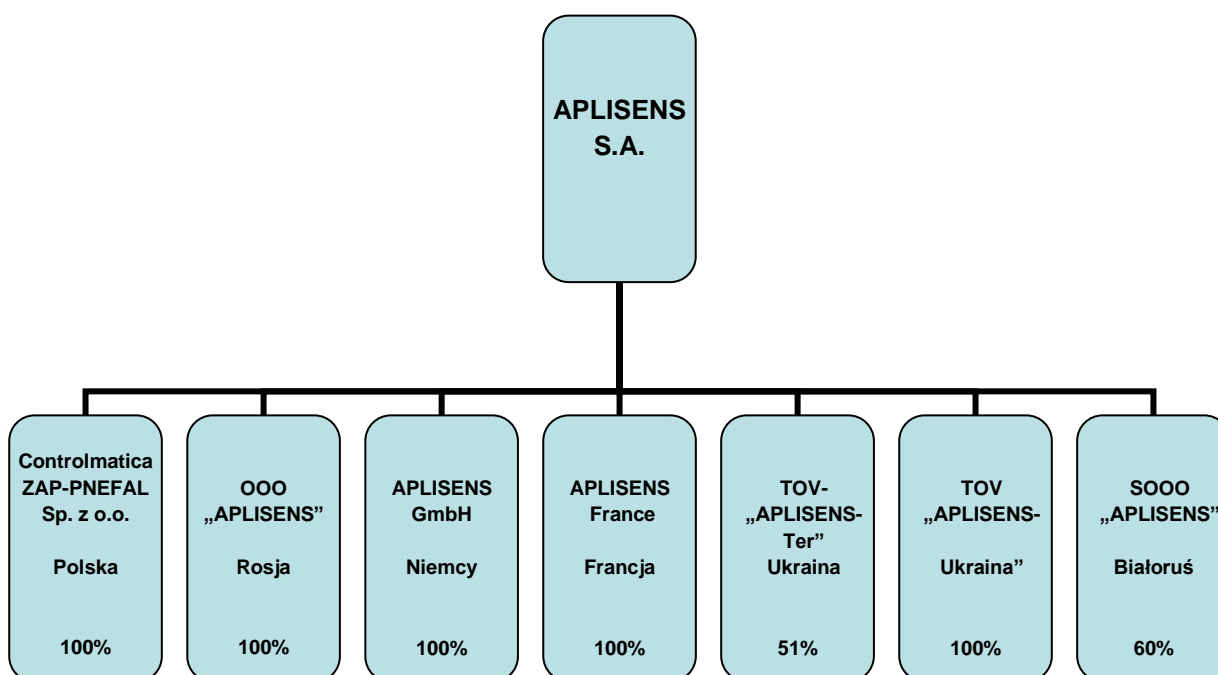 APLISENS
S.A.
Controlmatica
ZAP-PNEFAL
Sp. z o.o.
Polska
100%
OOO
„APLISENS”
Rosja
100%
APLISENS
GmbH
Niemcy
100%
APLISENS
France
Francja
100%
TOV-
„APLISENS-
Ter”
Ukraina
51%
TOV
„APLISENS-
Ukraina”
100%
SOOO
„APLISENS”
Białoruś
60%